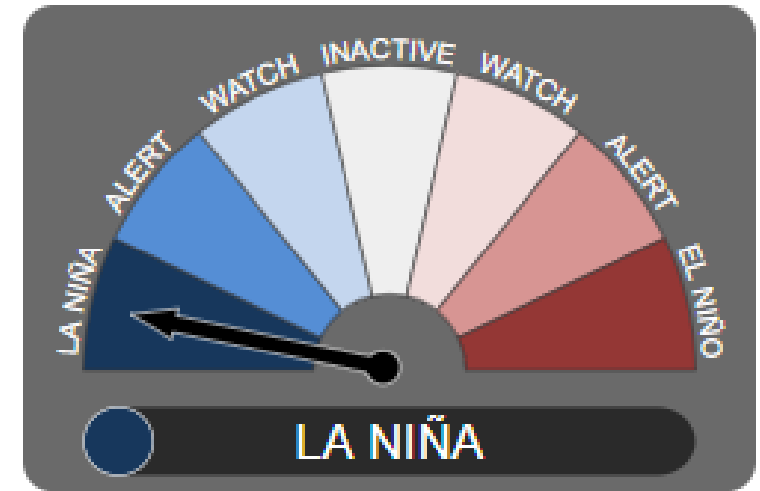 LA NIÑA
ALERT
WATCH
INACTIVE
WATCH
ALERT
EL NIÑO
LA NIÑA